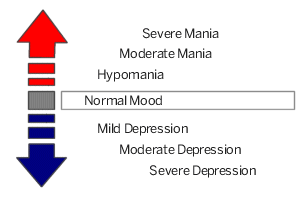 Severe Mania
Moderate Mania
Hypomania
Normal Mood
Mild Depression
Moderate Depression
Severe Depression